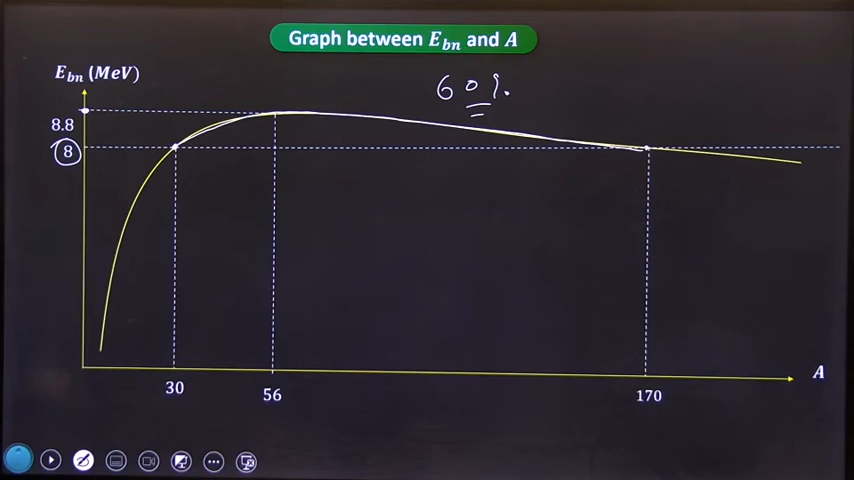 Graph between E_bn and A
E_bn (MeV)
60%
8.8
8
30
56
170
A